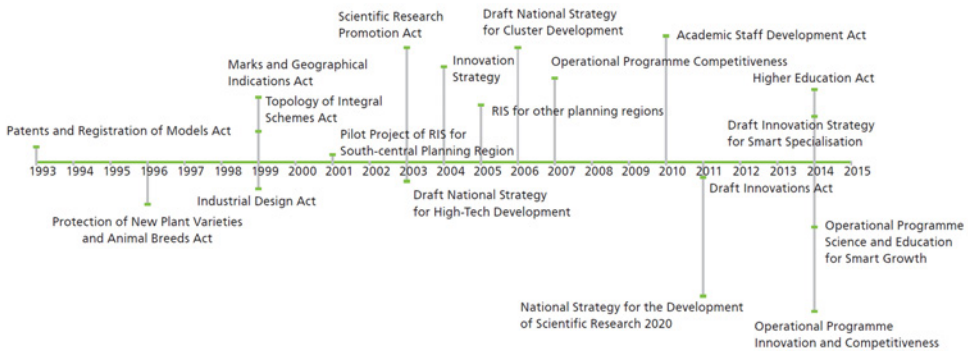 Scientific Research
Promotion Act
Draft National Strategy
for Cluster Development
Academic Staff Development Act
Marks and Geographical
Indications Act
Innovation
Strategy
Operational Programme Competitiveness
Higher Education Act
Topology of Integral
Schemes Act
RIS for other planning regions
Patents and Registration of Models Act
Pilot Project of RIS for
South-central Planning Region
Draft Innovation Strategy
for Smart Specialisation
1993 1994 1995 1996 1997 1998 1999 2000 2001 2002 2003 2004 2005 2006 2007 2008 2009 2010 2011 2012 2013 2014 2015
Industrial Design Act
Draft National Strategy
for High-Tech Development
Draft Innovations Act
Protection of New Plant Varieties
and Animal Breeds Act
Operational Programme
Science and Education
for Smart Growth
National Strategy for the Development
of Scientific Research 2020
Operational Programme
Innovation and Competitiveness